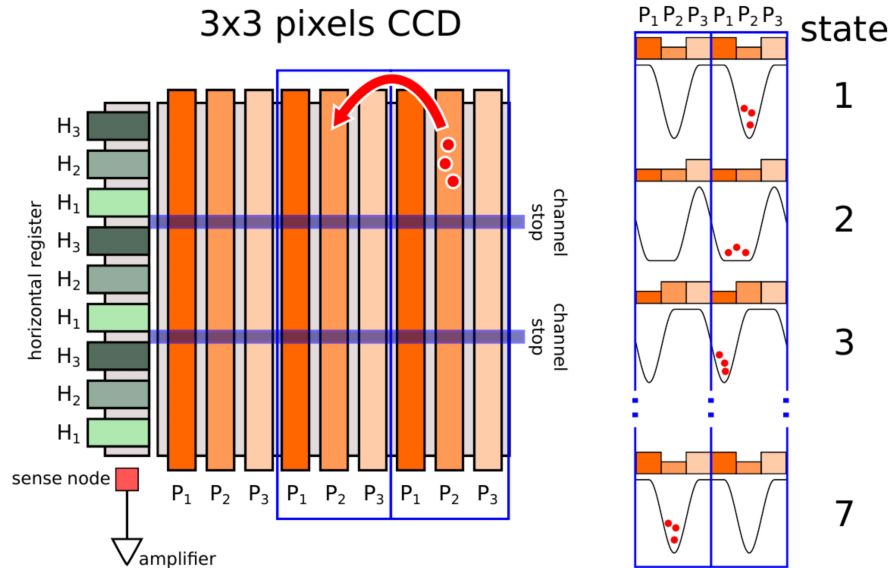 3x3 pixels CCD
P₁ P₂ P₃ P₁ P₂ P₃
state
H₃
H₂
H₁
H₃
H₂
H₁
H₃
H₂
H₁
horizontal register
channel
stop
channel
stop
sense node
amplifier
P₁ P₂ P₃ P₁ P₂ P₃ P₁ P₂ P₃
1
2
3
7